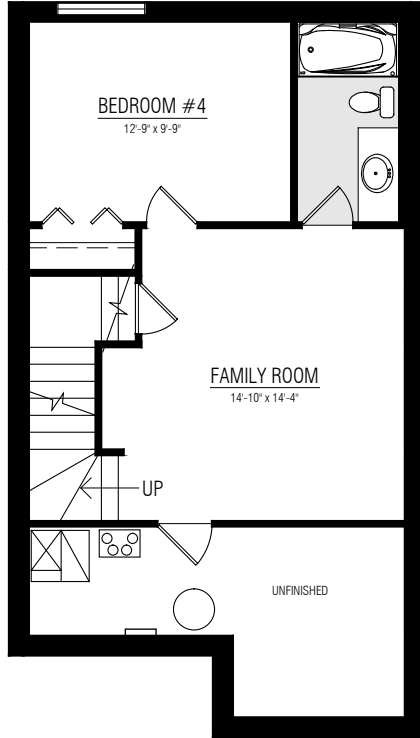 BEDROOM #4
12'-9" x 9'-9"
FAMILY ROOM
14'-10" x 14'-4"
UP
UNFINISHED